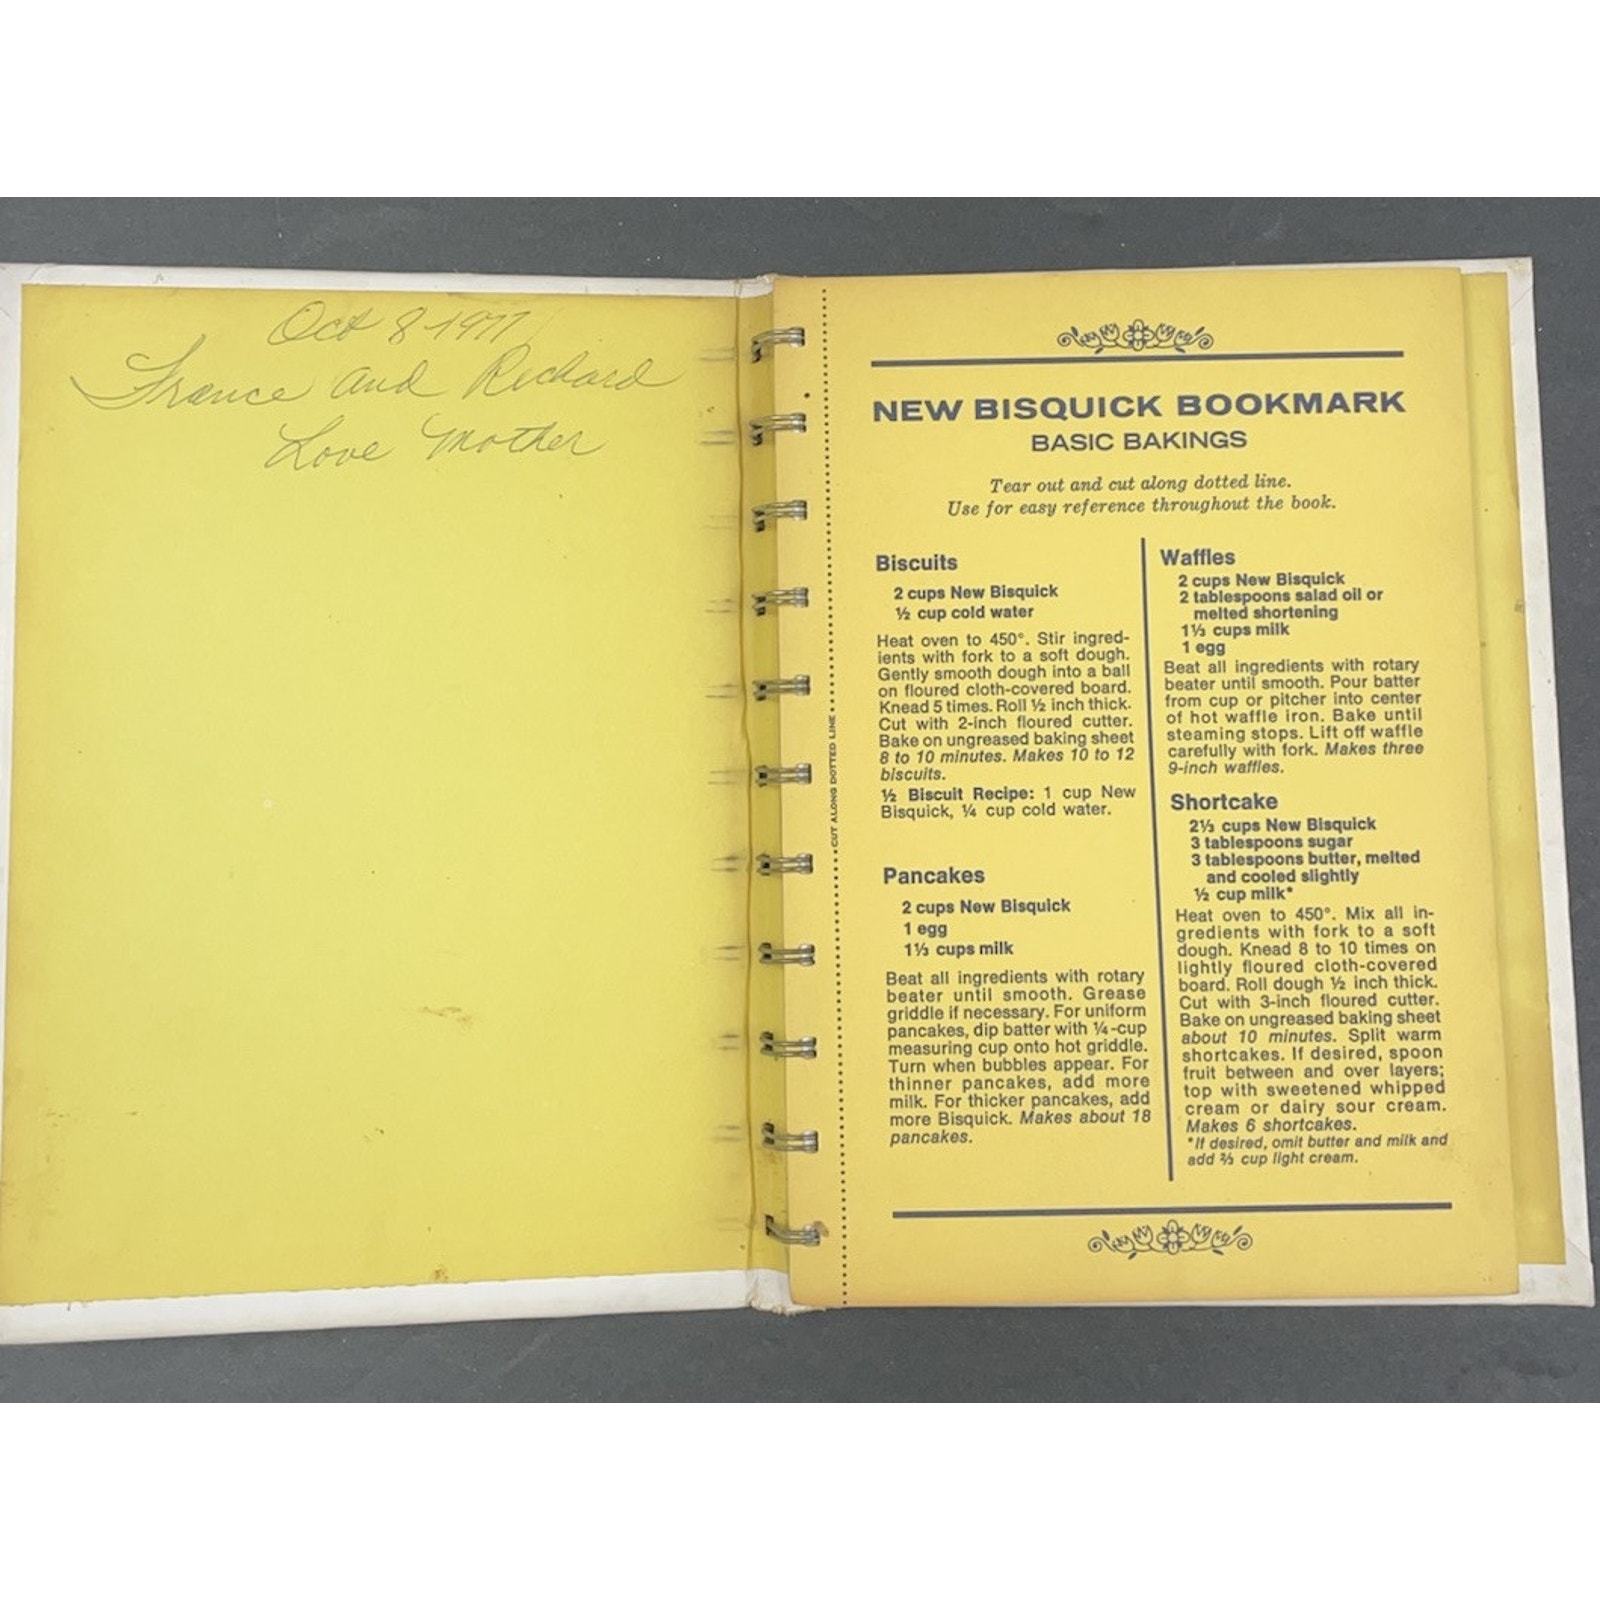 Oct 8 1977
France and Richard
Love Mother
CUT ALONG DOTTED LINE
NEW BISQUICK BOOKMARK
BASIC BAKINGS
Tear out and cut along dotted line.
Use for easy reference throughout the book.
Biscuits
2 cups New Bisquick
½ cup cold water
Heat oven to 450°. Stir ingred-
ients with fork to a soft dough.
Gently smooth dough into a ball
on floured cloth-covered board.
Knead 5 times. Roll ½ inch thick.
Cut with 2-inch floured cutter.
Bake on ungreased baking sheet
8 to 10 minutes. Makes 10 to 12
biscuits.
½ Biscuit Recipe: 1 cup New
Bisquick, ¼ cup cold water.
Pancakes
2 cups New Bisquick
1 egg
1⅓ cups milk
Beat all ingredients with rotary
beater until smooth. Grease
griddle if necessary. For uniform
pancakes, dip batter with ¼-cup
measuring cup onto hot griddle.
Turn when bubbles appear. For
thinner pancakes, add more
milk. For thicker pancakes, add
more Bisquick. Makes about 18
pancakes.
Waffles
2 cups New Bisquick
2 tablespoons salad oil or
melted shortening
1⅓ cups milk
1 egg
Beat all ingredients with rotary
beater until smooth. Pour batter
from cup or pitcher into center
of hot waffle iron. Bake until
steaming stops. Lift off waffle
carefully with fork. Makes three
9-inch waffles.
Shortcake
2⅓ cups New Bisquick
3 tablespoons sugar
3 tablespoons butter, melted
and cooled slightly
½ cup milk*
Heat oven to 450°. Mix all in-
gredients with fork to a soft
dough. Knead 8 to 10 times on
lightly floured cloth-covered
board. Roll dough ½ inch thick.
Cut with 3-inch floured cutter.
Bake on ungreased baking sheet
about 10 minutes. Split warm
shortcakes. If desired, spoon
fruit between and over layers;
top with sweetened whipped
cream or dairy sour cream.
Makes 6 shortcakes.
*If desired, omit butter and milk and
add ⅔ cup light cream.